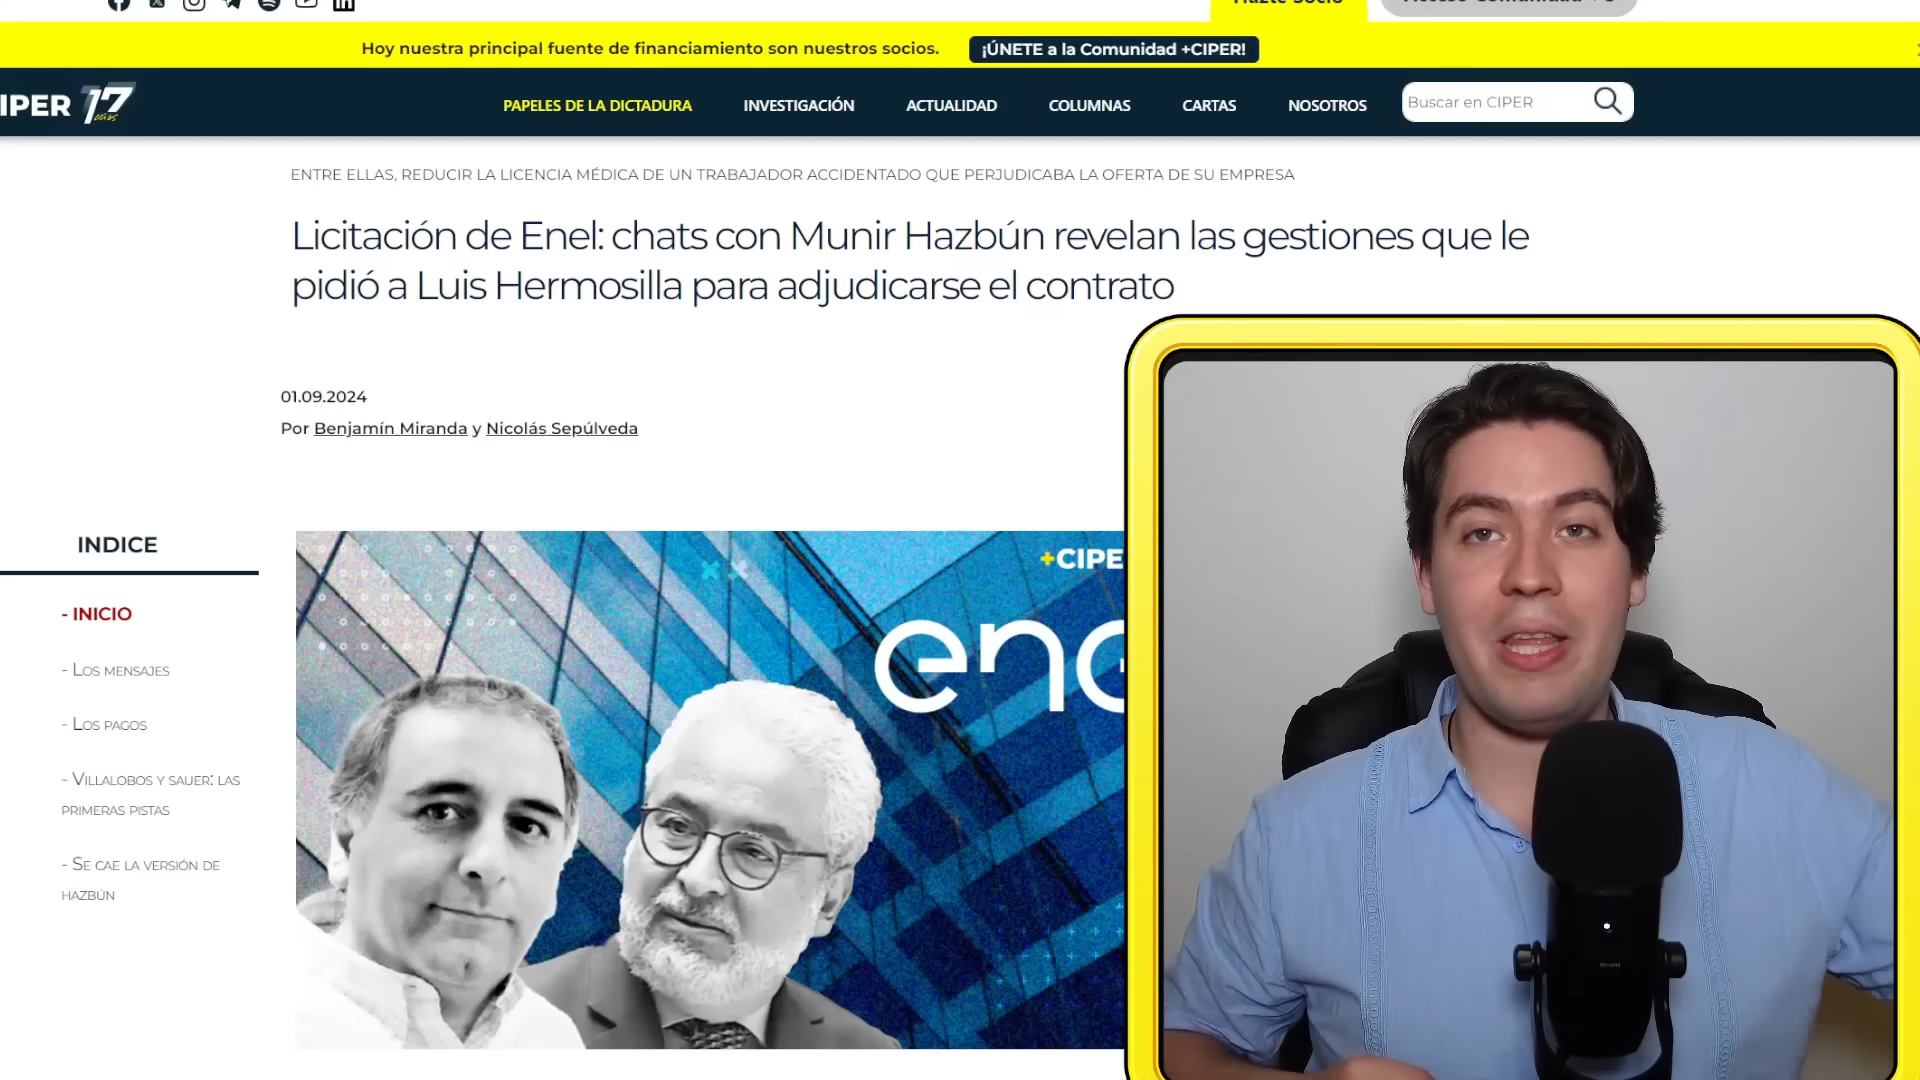 Hoy nuestra principal fuente de financiamiento son nuestros socios.
¡ÚNETE a la Comunidad +CIPER!
IPER 17 años
PAPELES DE LA DICTADURA
INVESTIGACIÓN
ACTUALIDAD
COLUMNAS
CARTAS
NOSOTROS
Buscar en CIPER
ENTRE ELLAS, REDUCIR LA LICENCIA MÉDICA DE UN TRABAJADOR ACCIDENTADO QUE PERJUDICABA LA OFERTA DE SU EMPRESA
Licitación de Enel: chats con Munir Hazbún revelan las gestiones que le
pidió a Luis Hermosilla para adjudicarse el contrato
01.09.2024
Por Benjamín Miranda y Nicolás Sepúlveda
INDICE
- INICIO
- LOS MENSAJES
- LOS PAGOS
- VILLALOBOS Y SAUER: LAS
PRIMERAS PISTAS
- SE CAE LA VERSIÓN DE
HAZBÚN
+CIPE
ene